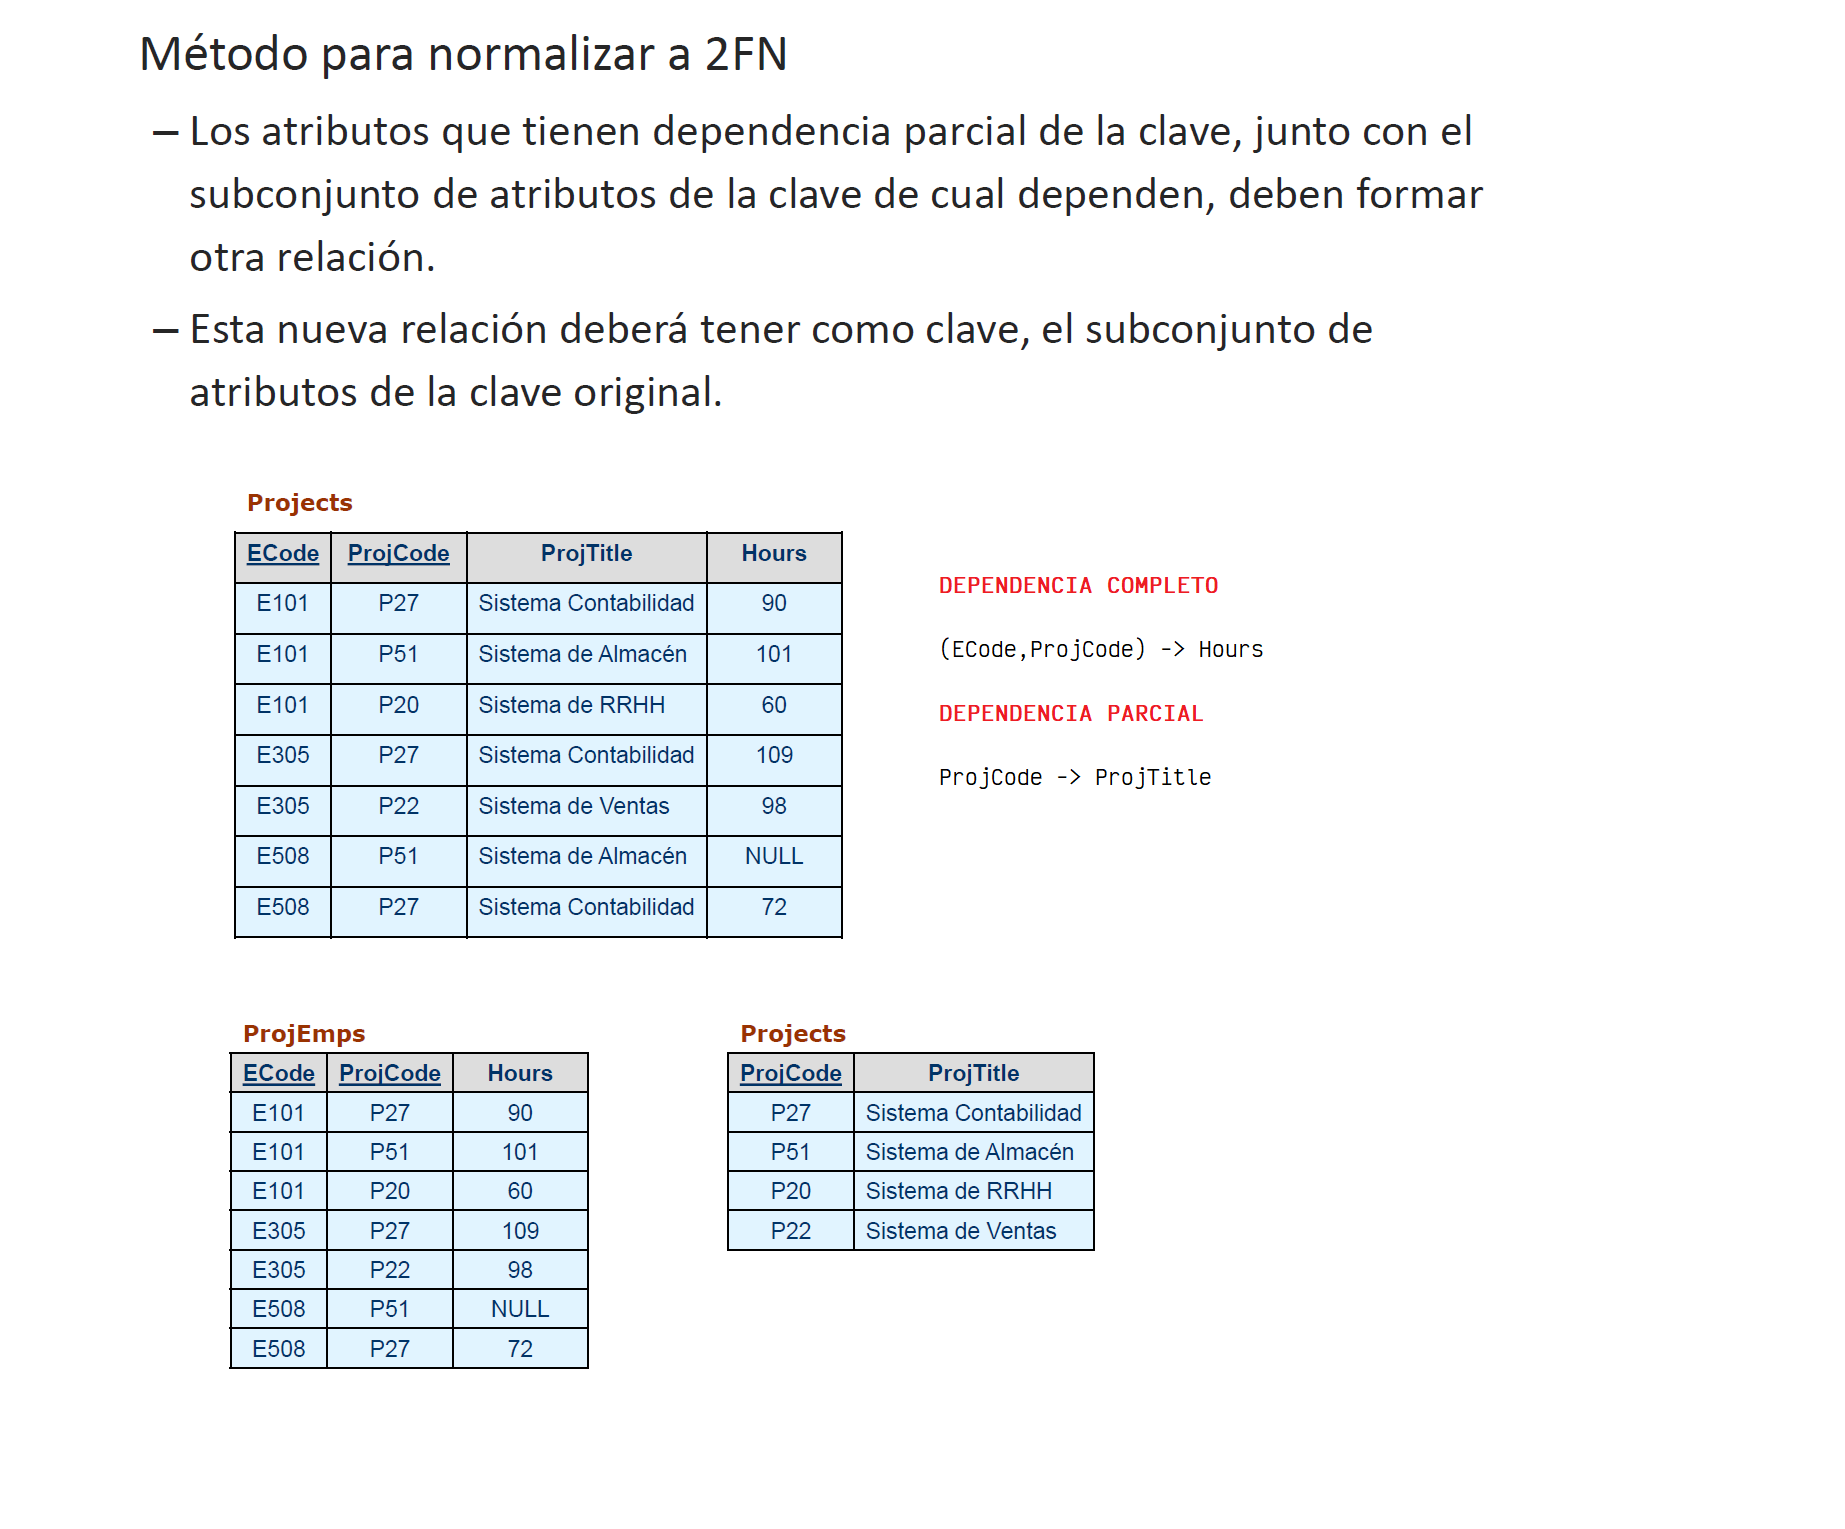 Método para normalizar a 2FN
– Los atributos que tienen dependencia parcial de la clave, junto con el
subconjunto de atributos de la clave de cual dependen, deben formar
otra relación.
– Esta nueva relación deberá tener como clave, el subconjunto de
atributos de la clave original.
Projects
ECode ProjCode ProjTitle Hours
E101 P27 Sistema Contabilidad 90
E101 P51 Sistema de Almacén 101
E101 P20 Sistema de RRHH 60
E305 P27 Sistema Contabilidad 109
E305 P22 Sistema de Ventas 98
E508 P51 Sistema de Almacén NULL
E508 P27 Sistema Contabilidad 72
DEPENDENCIA COMPLETO
(ECode,ProjCode) -> Hours
DEPENDENCIA PARCIAL
ProjCode -> ProjTitle
ProjEmps
ECode ProjCode Hours
E101 P27 90
E101 P51 101
E101 P20 60
E305 P27 109
E305 P22 98
E508 P51 NULL
E508 P27 72
Projects
ProjCode ProjTitle
P27 Sistema Contabilidad
P51 Sistema de Almacén
P20 Sistema de RRHH
P22 Sistema de Ventas